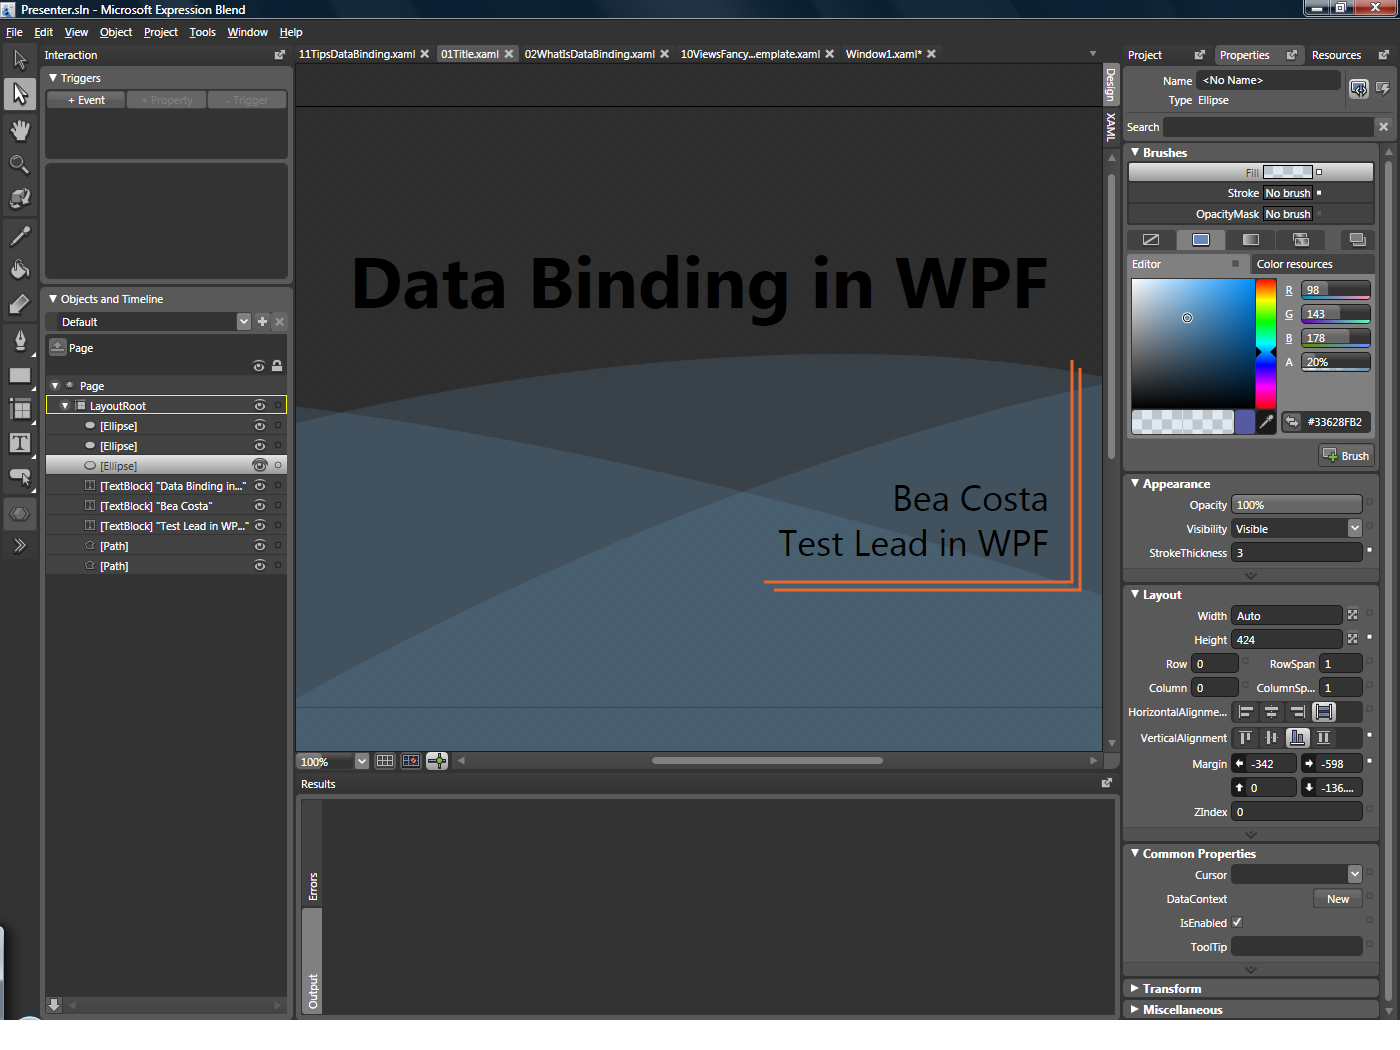 Presenter.sln - Microsoft Expression Blend
File Edit View Object Project Tools Window Help
Interaction
Triggers
+ Event + Property - Trigger
Objects and Timeline
Default
Page
Page
LayoutRoot
[Ellipse]
[Ellipse]
[Ellipse]
[TextBlock] "Data Binding in..."
[TextBlock] "Bea Costa"
[TextBlock] "Test Lead in WP..."
[Path]
[Path]
11TipsDataBinding.xaml 01Title.xaml 02WhatIsDataBinding.xaml 10ViewsFancy...emplate.xaml Window1.xaml*
Design
XAML
Data Binding in WPF
Bea Costa
Test Lead in WPF
100%
Results
Errors
Output
Project Properties Resources
Name <No Name>
Type Ellipse
Search
Brushes
Fill
Stroke No brush
OpacityMask No brush
Editor Color resources
R 98
G 143
B 178
A 20%
#33628FB2
Brush
Appearance
Opacity 100%
Visibility Visible
StrokeThickness 3
Layout
Width Auto
Height 424
Row 0 RowSpan 1
Column 0 ColumnSp... 1
HorizontalAlignme...
VerticalAlignment
Margin -342 -598
0 -136....
ZIndex 0
Common Properties
Cursor
DataContext New
IsEnabled
ToolTip
Transform
Miscellaneous